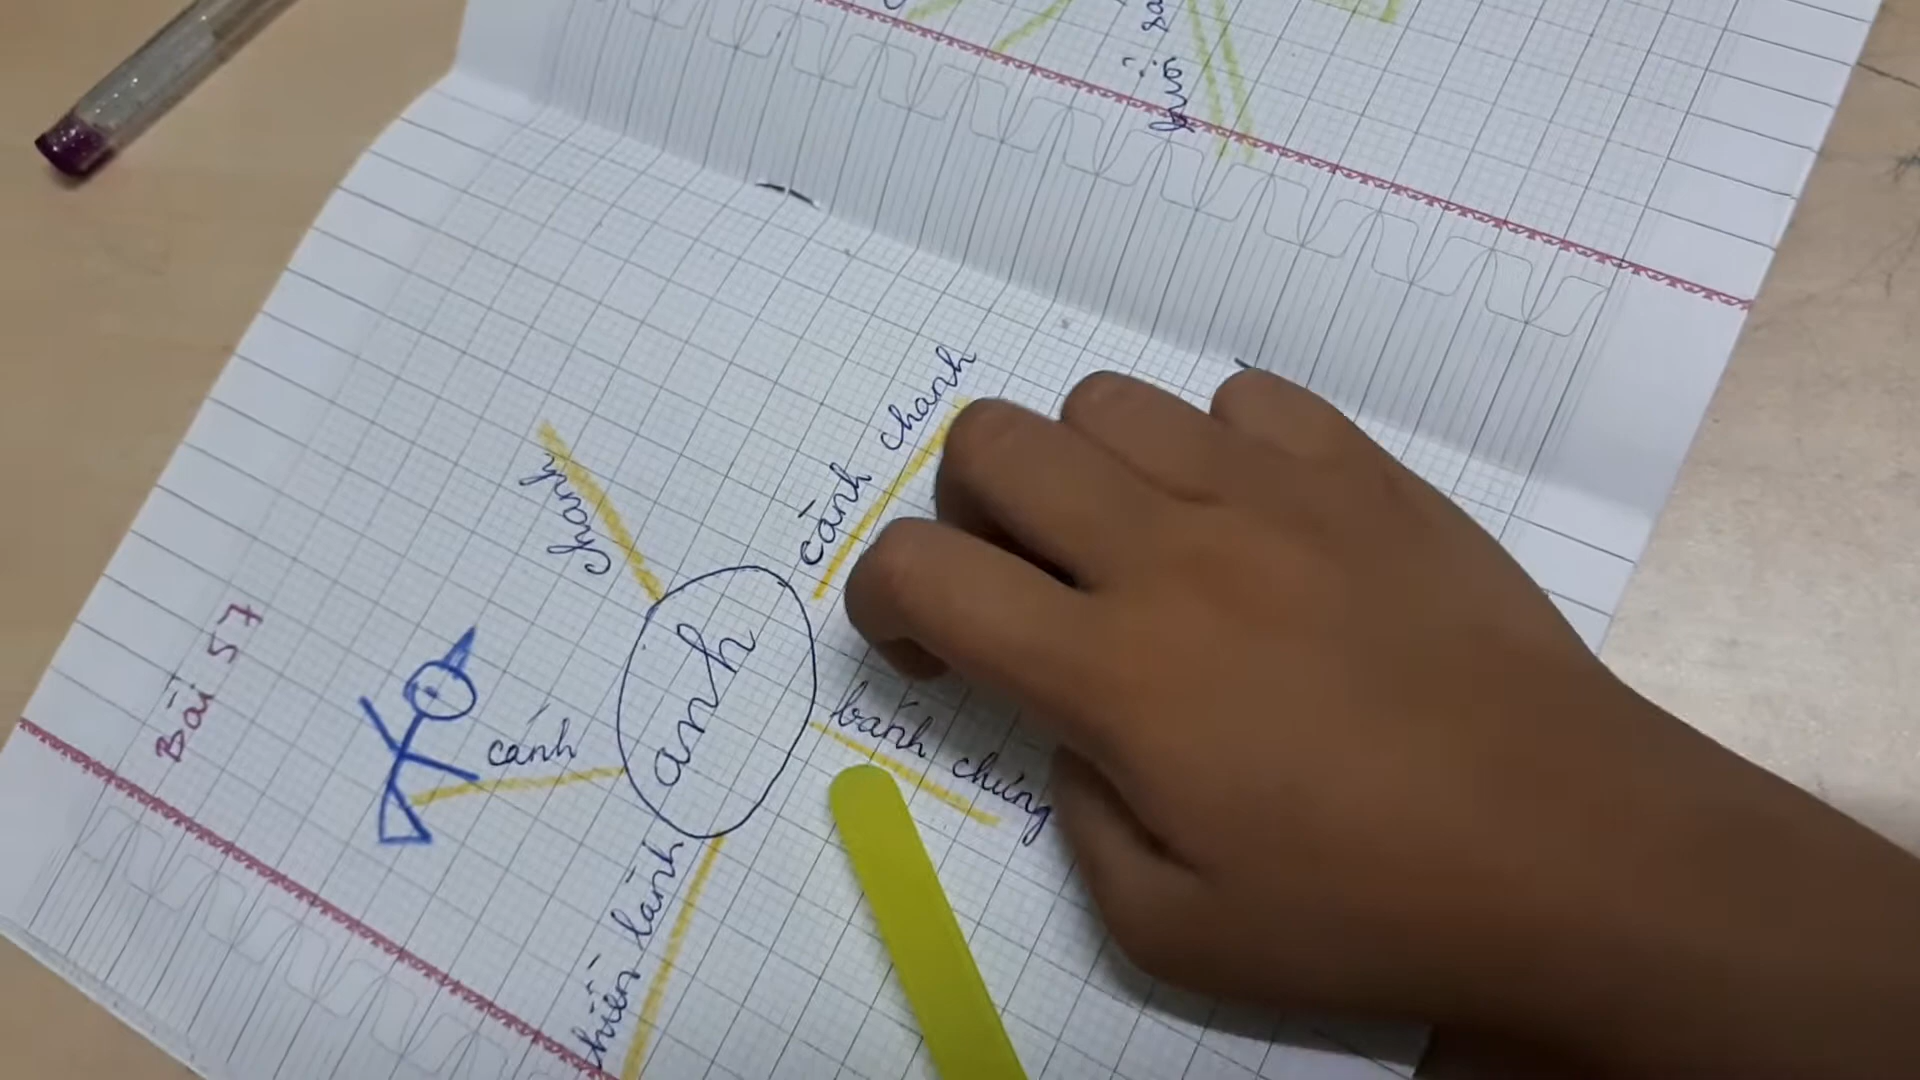 Bài 57
chanh
cành chanh
cánh
anh
bánh chưng
hiền lành